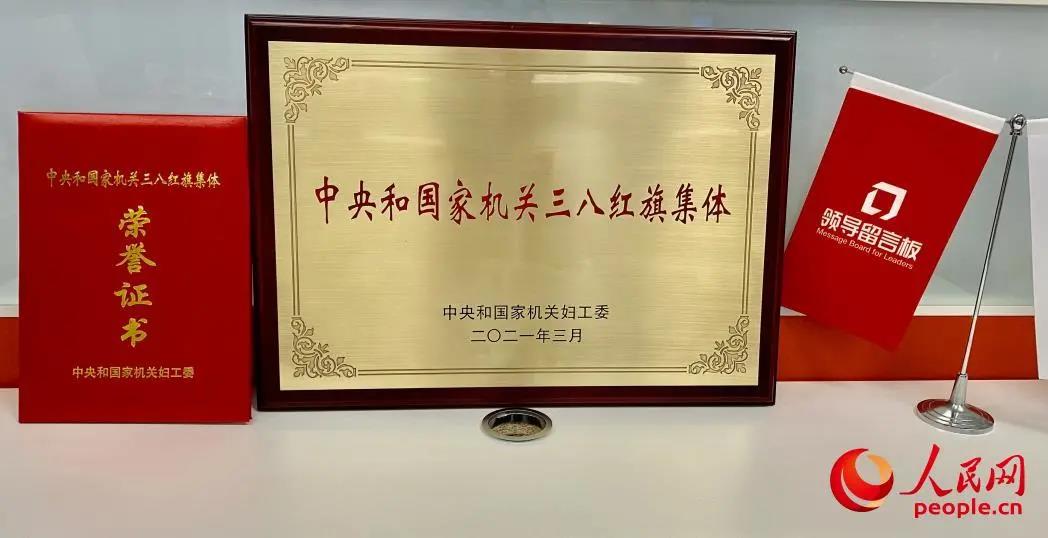 中央和国家机关三八红旗集体
荣誉证书
中央和国家机关妇工委
中央和国家机关三八红旗集体
中央和国家机关妇工委
二〇二一年三月
领导留言板
Message Board for Leaders
人民网
people.cn